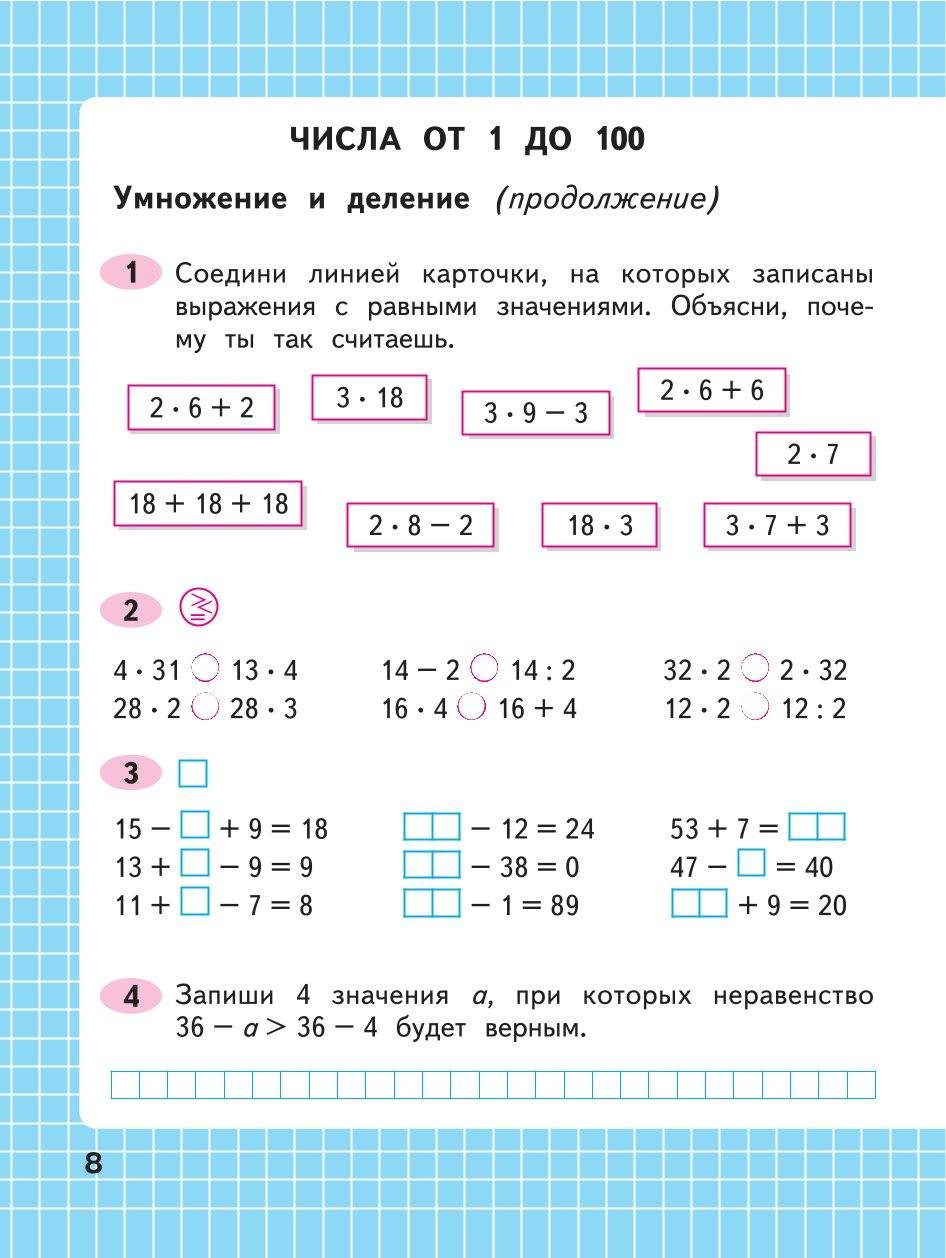 ЧИСЛА ОТ 1 ДО 100
Умножение и деление (продолжение)
1 Соедини линией карточки, на которых записаны
выражения с равными значениями. Объясни, поче-
му ты так считаешь.
2 · 6 + 2
3 · 18
3 · 9 − 3
2 · 6 + 6
2 · 7
18 + 18 + 18
2 · 8 − 2
18 · 3
3 · 7 + 3
2 > < =
4 · 31 ○ 13 · 4 14 − 2 ○ 14 : 2 32 · 2 ○ 2 · 32
28 · 2 ○ 28 · 3 16 · 4 ○ 16 + 4 12 · 2 ○ 12 : 2
3 □
15 − □ + 9 = 18 □□ − 12 = 24 53 + 7 = □□
13 + □ − 9 = 9 □□ − 38 = 0 47 − □ = 40
11 + □ − 7 = 8 □□ − 1 = 89 □□ + 9 = 20
4 Запиши 4 значения a, при которых неравенство
36 − a > 36 − 4 будет верным.
8